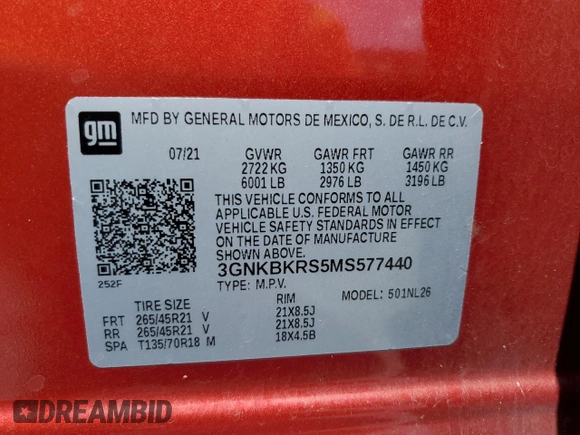 gm
MFD BY GENERAL MOTORS DE MEXICO, S. DE R.L. DE C.V.
07/21 GVWR GAWR FRT GAWR RR
2722 KG 1350 KG 1450 KG
6001 LB 2976 LB 3196 LB
THIS VEHICLE CONFORMS TO ALL
APPLICABLE U.S. FEDERAL MOTOR
VEHICLE SAFETY STANDARDS IN EFFECT
ON THE DATE OF MANUFACTURE
SHOWN ABOVE.
3GNKBKRS5MS577440
252F
TYPE: M.P.V. MODEL: 501NL26
TIRE SIZE RIM
FRT 265/45R21 V 21X8.5J
RR 265/45R21 V 21X8.5J
SPA T135/70R18 M 18X4.5B
DREAMBID